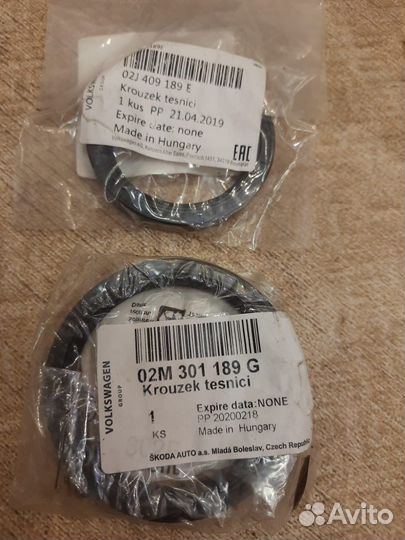 VOLKSWAGEN
02J 409 189 E
Krouzek tesnici
1 kus PP 21.04.2019
Expire date: none
Made in Hungary
EAC
VOLKSWAGEN
GROUP
02M 301 189 G
Krouzek tesnici
1
KS
Expire data:NONE
PP 20200218
Made in Hungary
ŠKODA AUTO a.s. Mladá Boleslav, Czech Republic
Avito